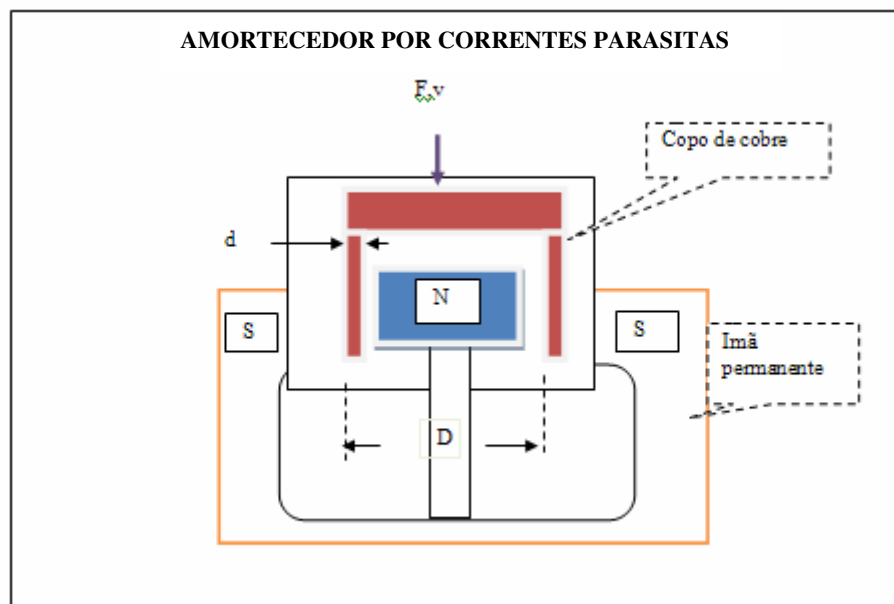 AMORTECEDOR POR CORRENTES PARASITAS
F,v
Copo de cobre
d
N
S
S
Imã
permanente
D